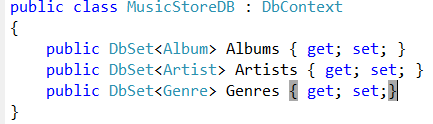 public class MusicStoreDB : DbContext
{
public DbSet<Album> Albums { get; set; }
public DbSet<Artist> Artists { get; set; }
public DbSet<Genre> Genres { get; set;}
}